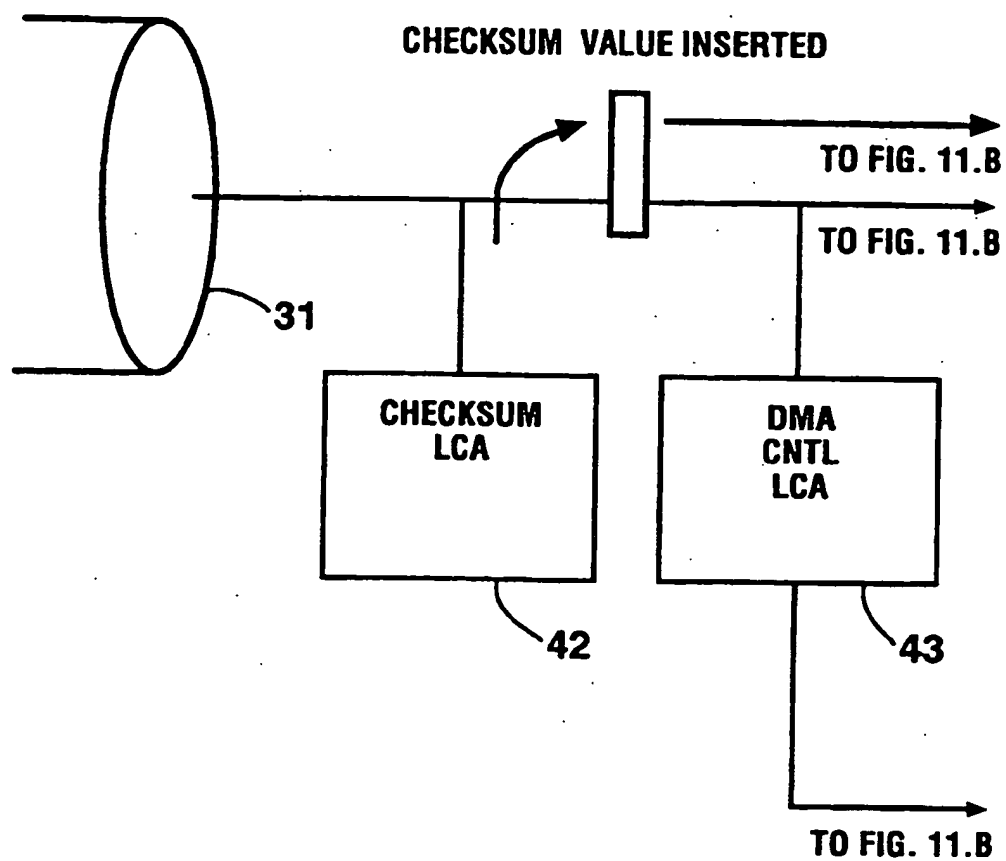 CHECKSUM VALUE INSERTED
TO FIG. 11.B
TO FIG. 11.B
31
CHECKSUM
LCA
DMA
CNTL
LCA
42
43
TO FIG. 11.B